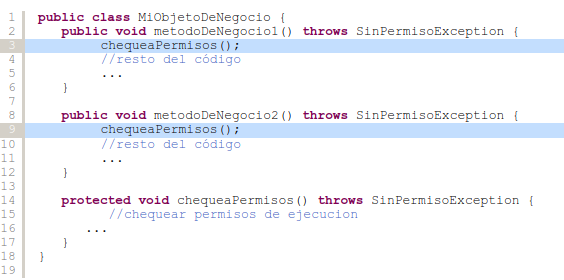 1 public class MiObjetoDeNegocio {
2 public void metodoDeNegocio1() throws SinPermisoException {
3 chequeaPermisos();
4 //resto del código
5 ...
6 }
7
8 public void metodoDeNegocio2() throws SinPermisoException {
9 chequeaPermisos();
10 //resto del código
11 ...
12 }
13
14 protected void chequeaPermisos() throws SinPermisoException {
15 //chequear permisos de ejecucion
16 ...
17 }
18 }
19